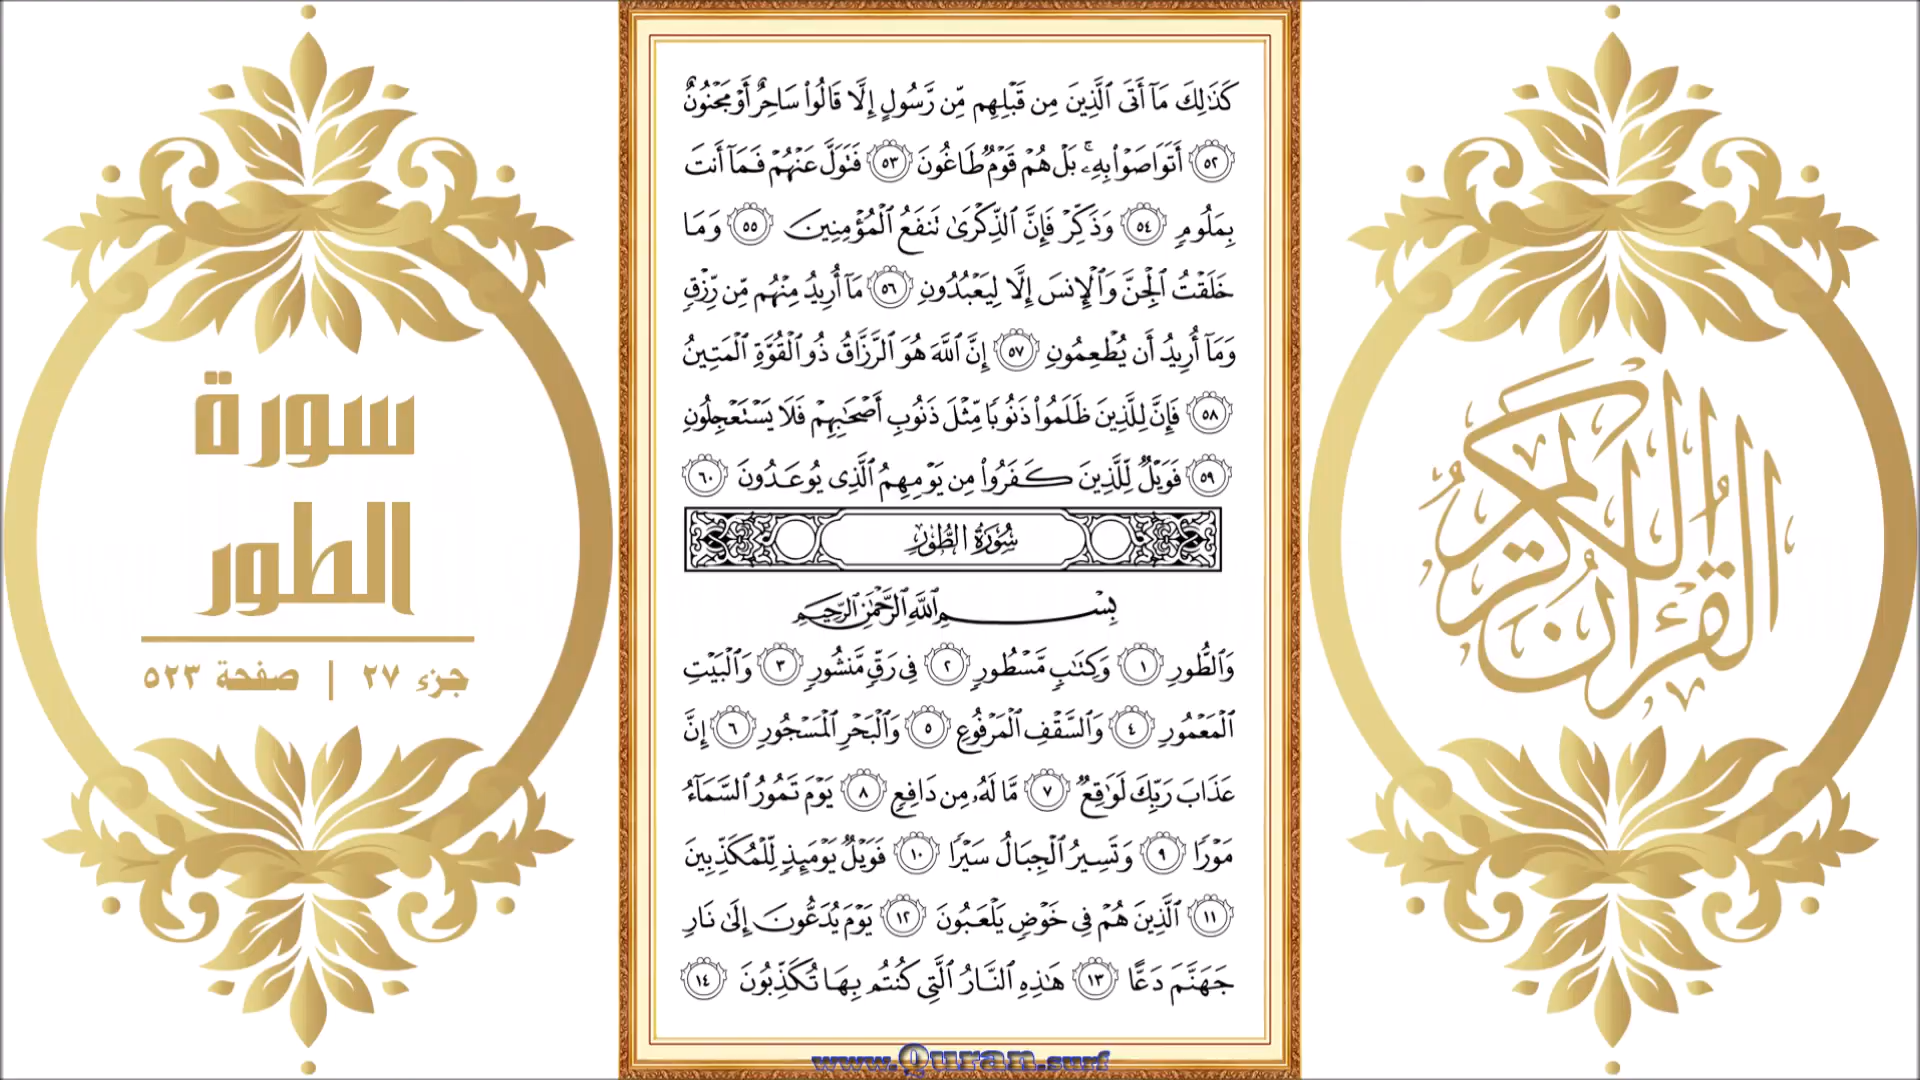 كَذَٰلِكَ مَآ أَتَى ٱلَّذِينَ مِن قَبْلِهِم مِّن رَّسُولٍ إِلَّا قَالُوا۟ سَاحِرٌ أَوْ مَجْنُونٌ
٥٢ أَتَوَاصَوْا۟ بِهِۦ ۚ بَلْ هُمْ قَوْمٌ طَاغُونَ ٥٣ فَتَوَلَّ عَنْهُمْ فَمَآ أَنتَ
بِمَلُومٍ ٥٤ وَذَكِّرْ فَإِنَّ ٱلذِّكْرَىٰ تَنفَعُ ٱلْمُؤْمِنِينَ ٥٥ وَمَا
خَلَقْتُ ٱلْجِنَّ وَٱلْإِنسَ إِلَّا لِيَعْبُدُونِ ٥٦ مَآ أُرِيدُ مِنْهُم مِّن رِّزْقٍ
وَمَآ أُرِيدُ أَن يُطْعِمُونِ ٥٧ إِنَّ ٱللَّهَ هُوَ ٱلرَّزَّاقُ ذُو ٱلْقُوَّةِ ٱلْمَتِينُ
٥٨ فَإِنَّ لِلَّذِينَ ظَلَمُوا۟ ذَنُوبًا مِّثْلَ ذَنُوبِ أَصْحَٰبِهِمْ فَلَا يَسْتَعْجِلُونِ
٥٩ فَوَيْلٌ لِّلَّذِينَ كَفَرُوا۟ مِن يَوْمِهِمُ ٱلَّذِى يُوعَدُونَ ٦٠
سُورَةُ الطُّورِ
بِسْمِ ٱللَّهِ ٱلرَّحْمَٰنِ ٱلرَّحِيمِ
وَٱلطُّورِ ١ وَكِتَٰبٍ مَّسْطُورٍ ٢ فِى رَقٍّ مَّنشُورٍ ٣ وَٱلْبَيْتِ
ٱلْمَعْمُورِ ٤ وَٱلسَّقْفِ ٱلْمَرْفُوعِ ٥ وَٱلْبَحْرِ ٱلْمَسْجُورِ ٦ إِنَّ
عَذَابَ رَبِّكَ لَوَٰقِعٌ ٧ مَّا لَهُۥ مِن دَافِعٍ ٨ يَوْمَ تَمُورُ ٱلسَّمَآءُ
مَوْرًا ٩ وَتَسِيرُ ٱلْجِبَالُ سَيْرًا ١٠ فَوَيْلٌ يَوْمَئِذٍ لِّلْمُكَذِّبِينَ
١١ ٱلَّذِينَ هُمْ فِى خَوْضٍ يَلْعَبُونَ ١٢ يَوْمَ يُدَعُّونَ إِلَىٰ نَارِ
جَهَنَّمَ دَعًّا ١٣ هَٰذِهِ ٱلنَّارُ ٱلَّتِى كُنتُم بِهَا تُكَذِّبُونَ ١٤
www.Quran.surf
القرآن الكريم
سورة
الطور
جزء ٢٧ | صفحة ٥٢٣